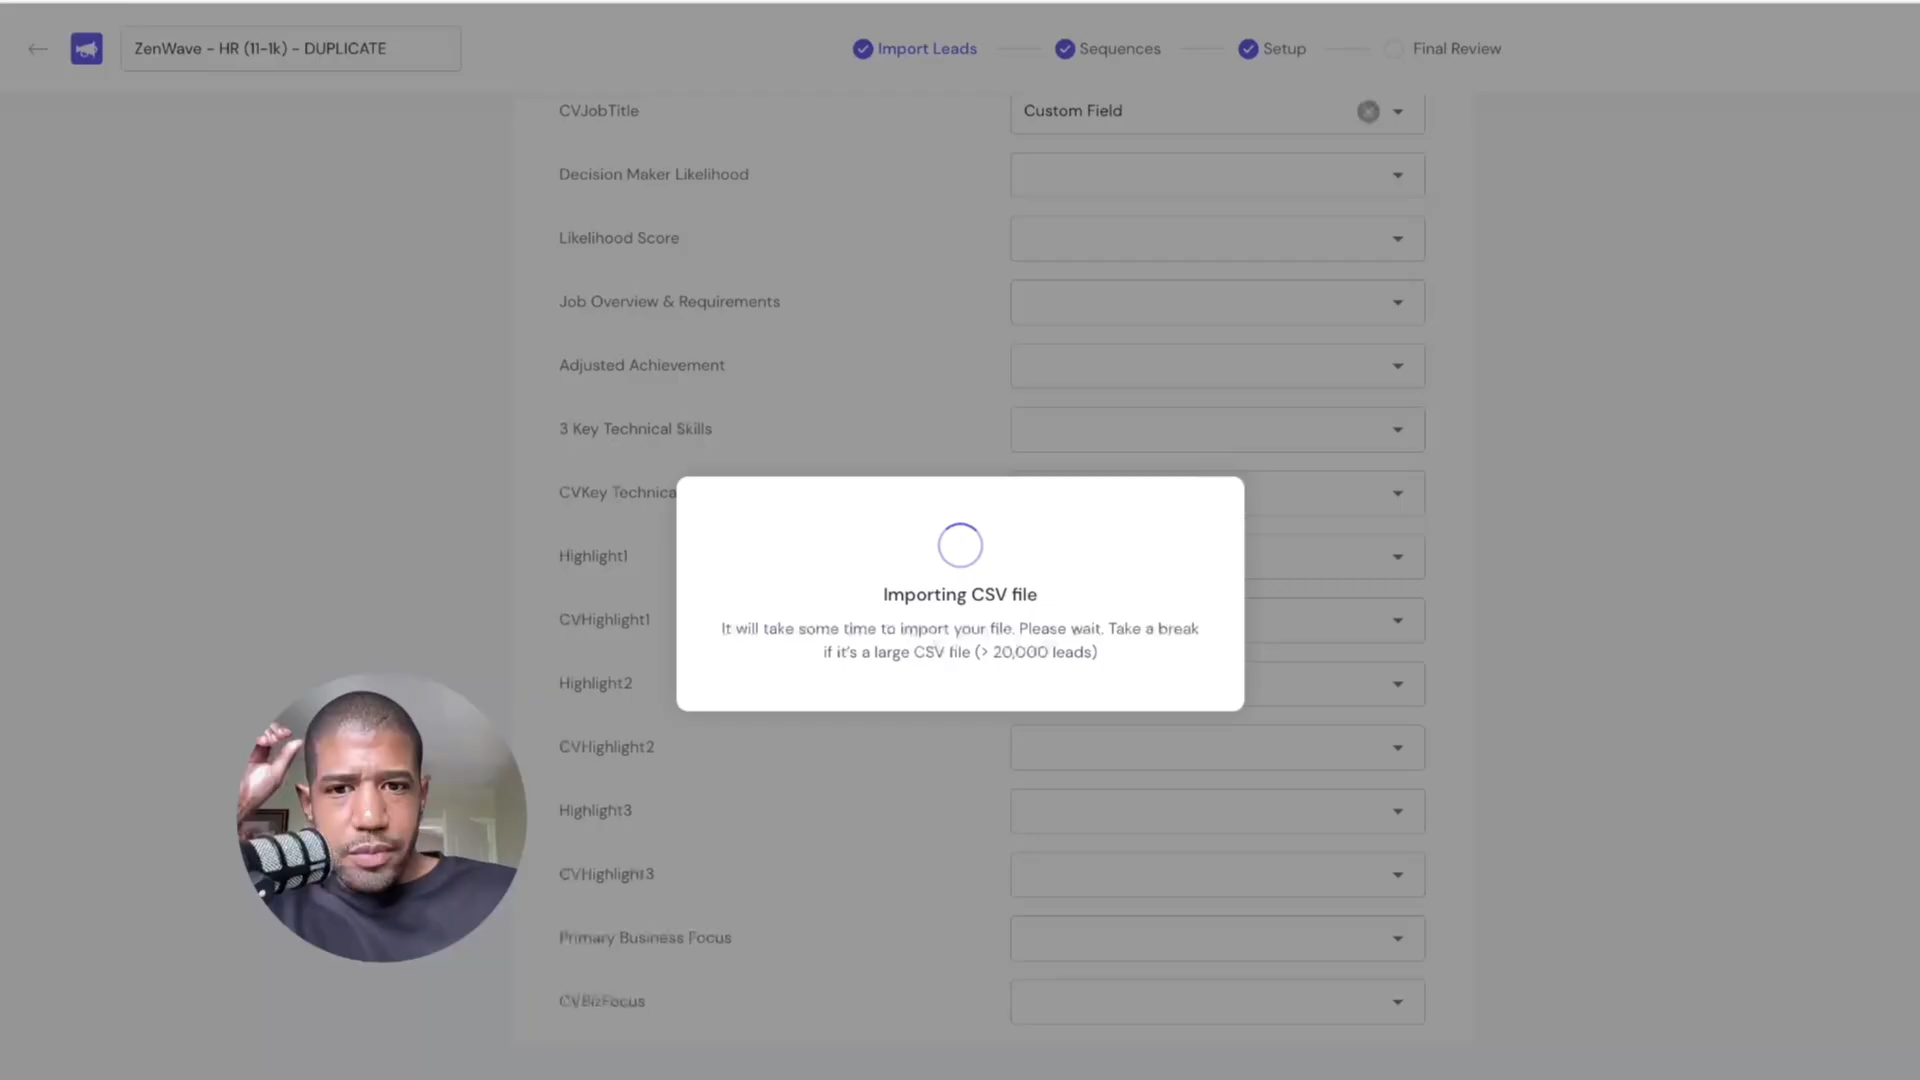 ZenWave - HR (11-1k) - DUPLICATE
Import Leads
Sequences
Setup
Final Review
CVJobTitle
Custom Field
Decision Maker Likelihood
Likelihood Score
Job Overview & Requirements
Adjusted Achievement
3 Key Technical Skills
CVKey Technica
Highlight1
CVHighlight1
Highlight2
CVHighlight2
Highlight3
CVHighlight3
Primary Business Focus
CVBizFocus
Importing CSV file
It will take some time to import your file. Please wait. Take a break
if it's a large CSV file (> 20,000 leads)